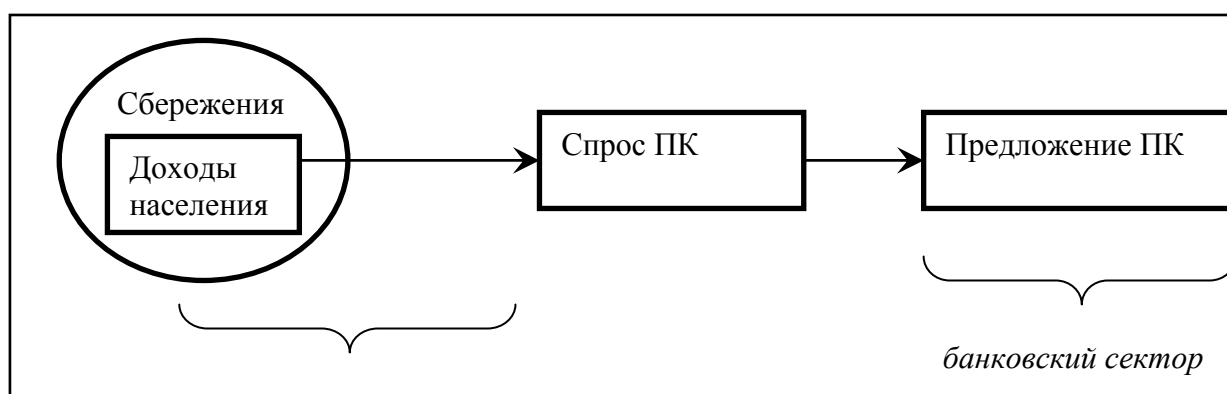 Сбережения
Доходы
населения
Спрос ПК
Предложение ПК
банковский сектор